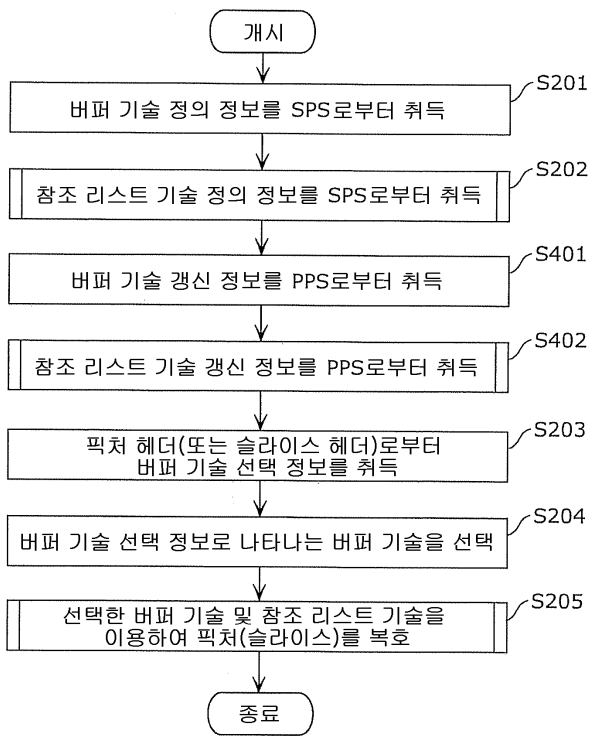 개시
S201
버퍼 기술 정의 정보를 SPS로부터 취득
S202
참조 리스트 기술 정의 정보를 SPS로부터 취득
S401
버퍼 기술 갱신 정보를 PPS로부터 취득
S402
참조 리스트 기술 갱신 정보를 PPS로부터 취득
S203
픽처 헤더(또는 슬라이스 헤더)로부터
버퍼 기술 선택 정보를 취득
S204
버퍼 기술 선택 정보로 나타나는 버퍼 기술을 선택
S205
선택한 버퍼 기술 및 참조 리스트 기술을
이용하여 픽처(슬라이스)를 복호
종료